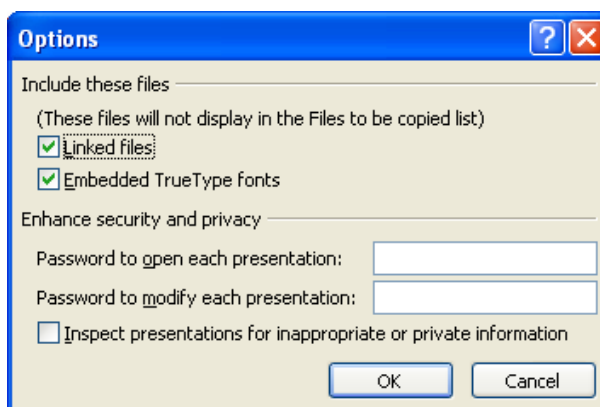 Options
Include these files
(These files will not display in the Files to be copied list)
Linked files
Embedded TrueType fonts
Enhance security and privacy
Password to open each presentation:
Password to modify each presentation:
Inspect presentations for inappropriate or private information
OK Cancel